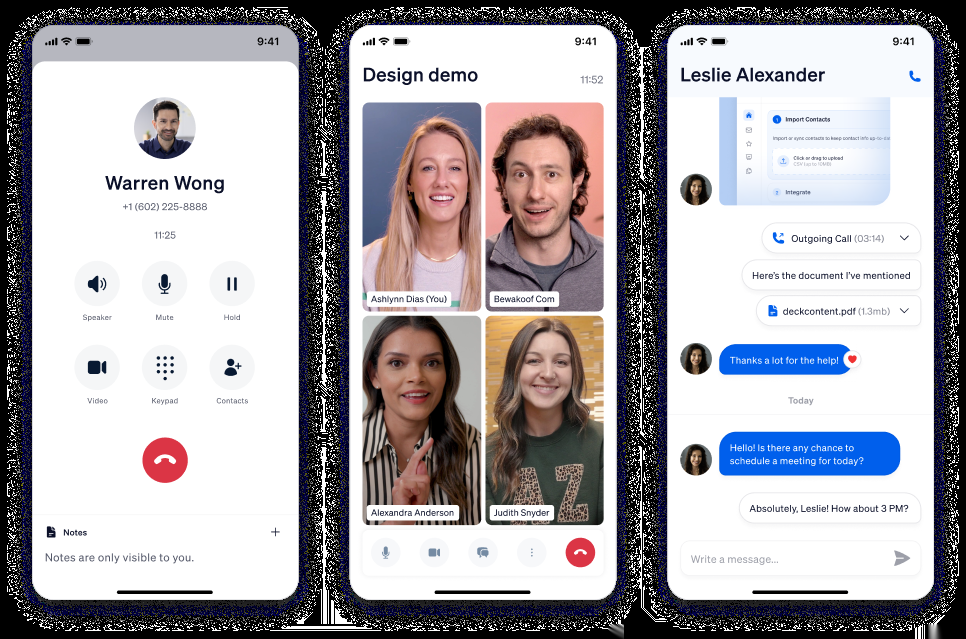 9:41
Warren Wong
+1 (602) 225-8888
11:25
Speaker
Mute
Hold
Video
Keypad
Contacts
Notes
Notes are only visible to you.
9:41
Design demo
11:52
Ashlynn Dias (You)
Bewakoof Com
AZ
Alexandra Anderson
Judith Snyder
9:41
Leslie Alexander
Import Contacts
Import or sync contacts to keep contact info up-to-
Click or drag to upload
CSV (up to 10MB)
Integrate
Outgoing Call (03:14)
Here's the document I've mentioned
deckcontent.pdf (1.3mb)
Thanks a lot for the help!
Today
Hello! Is there any chance to
schedule a meeting for today?
Absolutely, Leslie! How about 3 PM?
Write a message...